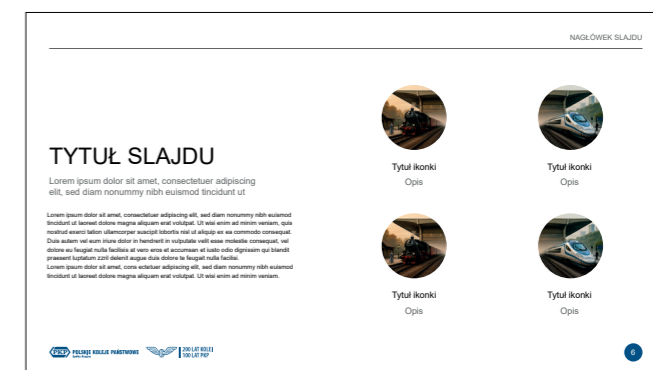 NAGŁÓWEK SLAJDU
TYTUŁ SLAJDU
Lorem ipsum dolor sit amet, consectetuer adipiscing
elit, sed diam nonummy nibh euismod tincidunt ut
Lorem ipsum dolor sit amet, consectetuer adipiscing elit, sed diam nonummy nibh euismod
tincidunt ut laoreet dolore magna aliquam erat volutpat. Ut wisi enim ad minim veniam, quis
nostrud exerci tation ullamcorper suscipit lobortis nisl ut aliquip ex ea commodo consequat.
Duis autem vel eum iriure dolor in hendrerit in vulputate velit esse molestie consequat, vel
dolore eu feugiat nulla facilisis at vero eros et accumsan et iusto odio dignissim qui blandit
praesent luptatum zzril delenit augue duis dolore te feugait nulla facilisi.
Lorem ipsum dolor sit amet, cons ectetuer adipiscing elit, sed diam nonummy nibh euismod
tincidunt ut laoreet dolore magna aliquam erat volutpat. Ut wisi enim ad minim veniam.
Tytuł ikonki
Opis
Tytuł ikonki
Opis
Tytuł ikonki
Opis
Tytuł ikonki
Opis
PKP POLSKIE KOLEJE PAŃSTWOWE
Spółka Akcyjna
200 LAT KOLEI
100 LAT PKP
6